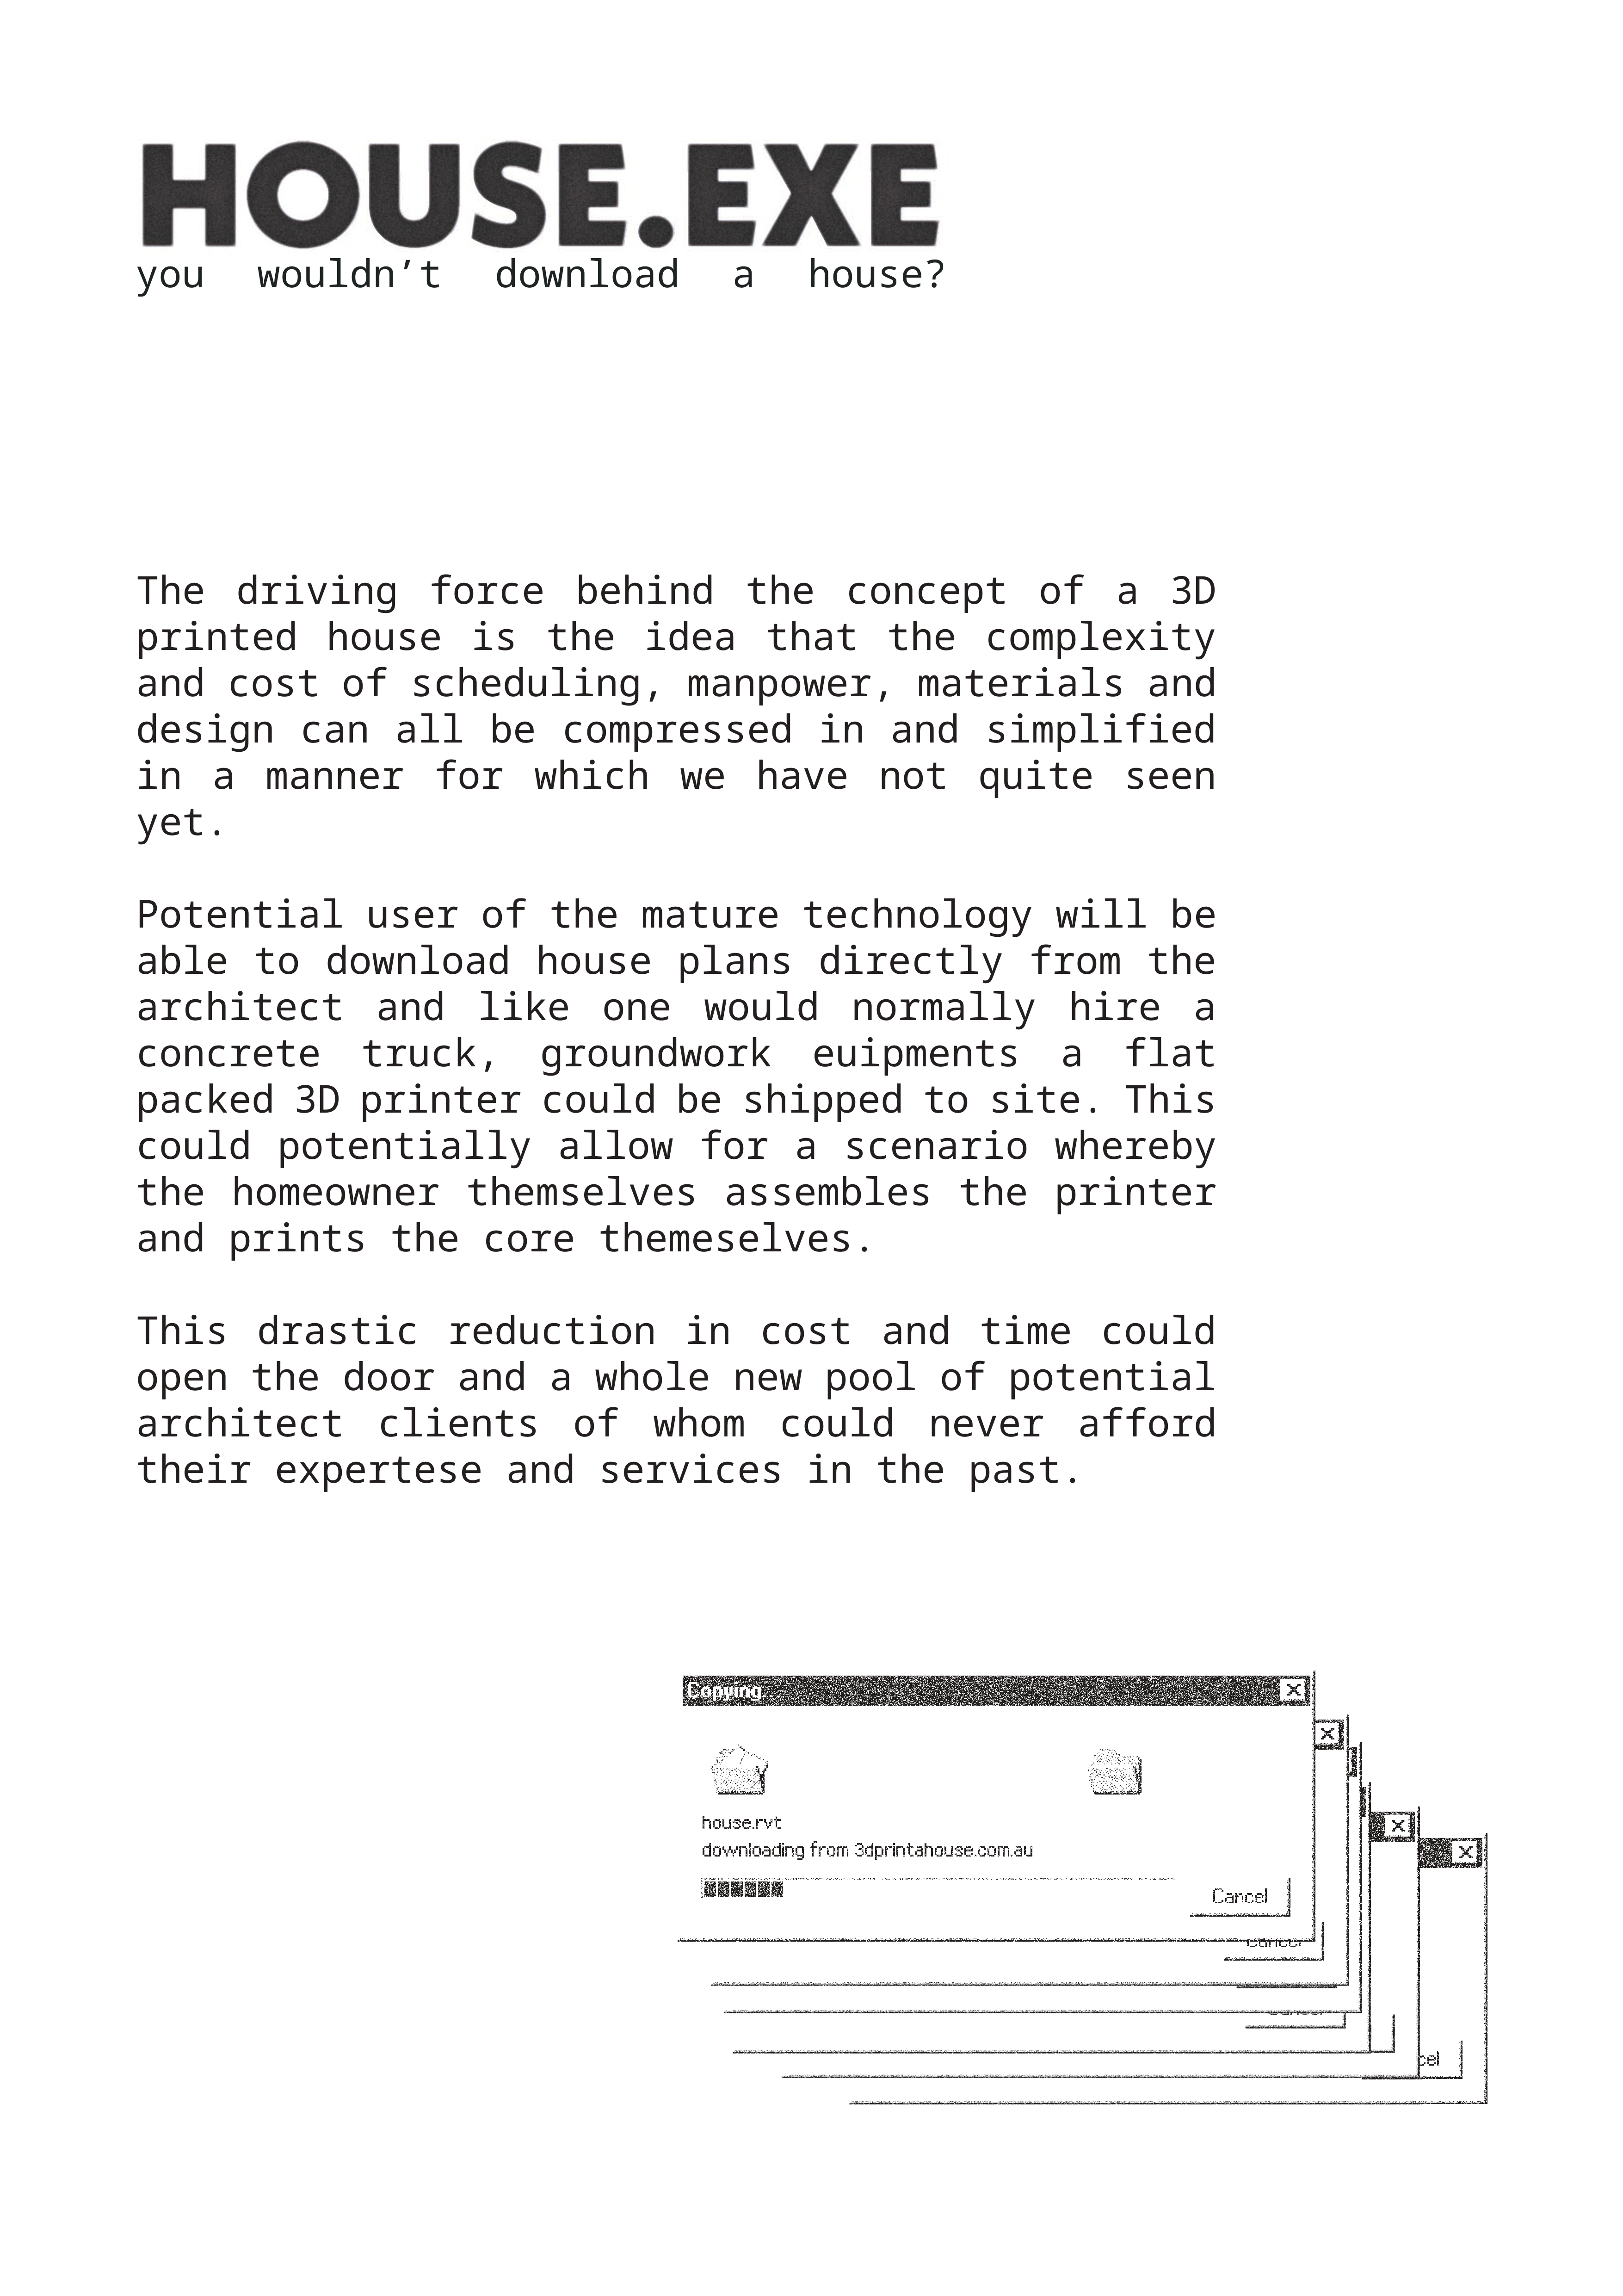 HOUSE.EXE
you wouldn’t download a house?
The driving force behind the concept of a 3D
printed house is the idea that the complexity
and cost of scheduling, manpower, materials and
design can all be compressed in and simplified
in a manner for which we have not quite seen
yet.
Potential user of the mature technology will be
able to download house plans directly from the
architect and like one would normally hire a
concrete truck, groundwork euipments a flat
packed 3D printer could be shipped to site. This
could potentially allow for a scenario whereby
the homeowner themselves assembles the printer
and prints the core themeselves.
This drastic reduction in cost and time could
open the door and a whole new pool of potential
architect clients of whom could never afford
their expertese and services in the past.
Copying...
house.rvt
downloading from 3dprintahouse.com.au
Cancel
Cancel
cel